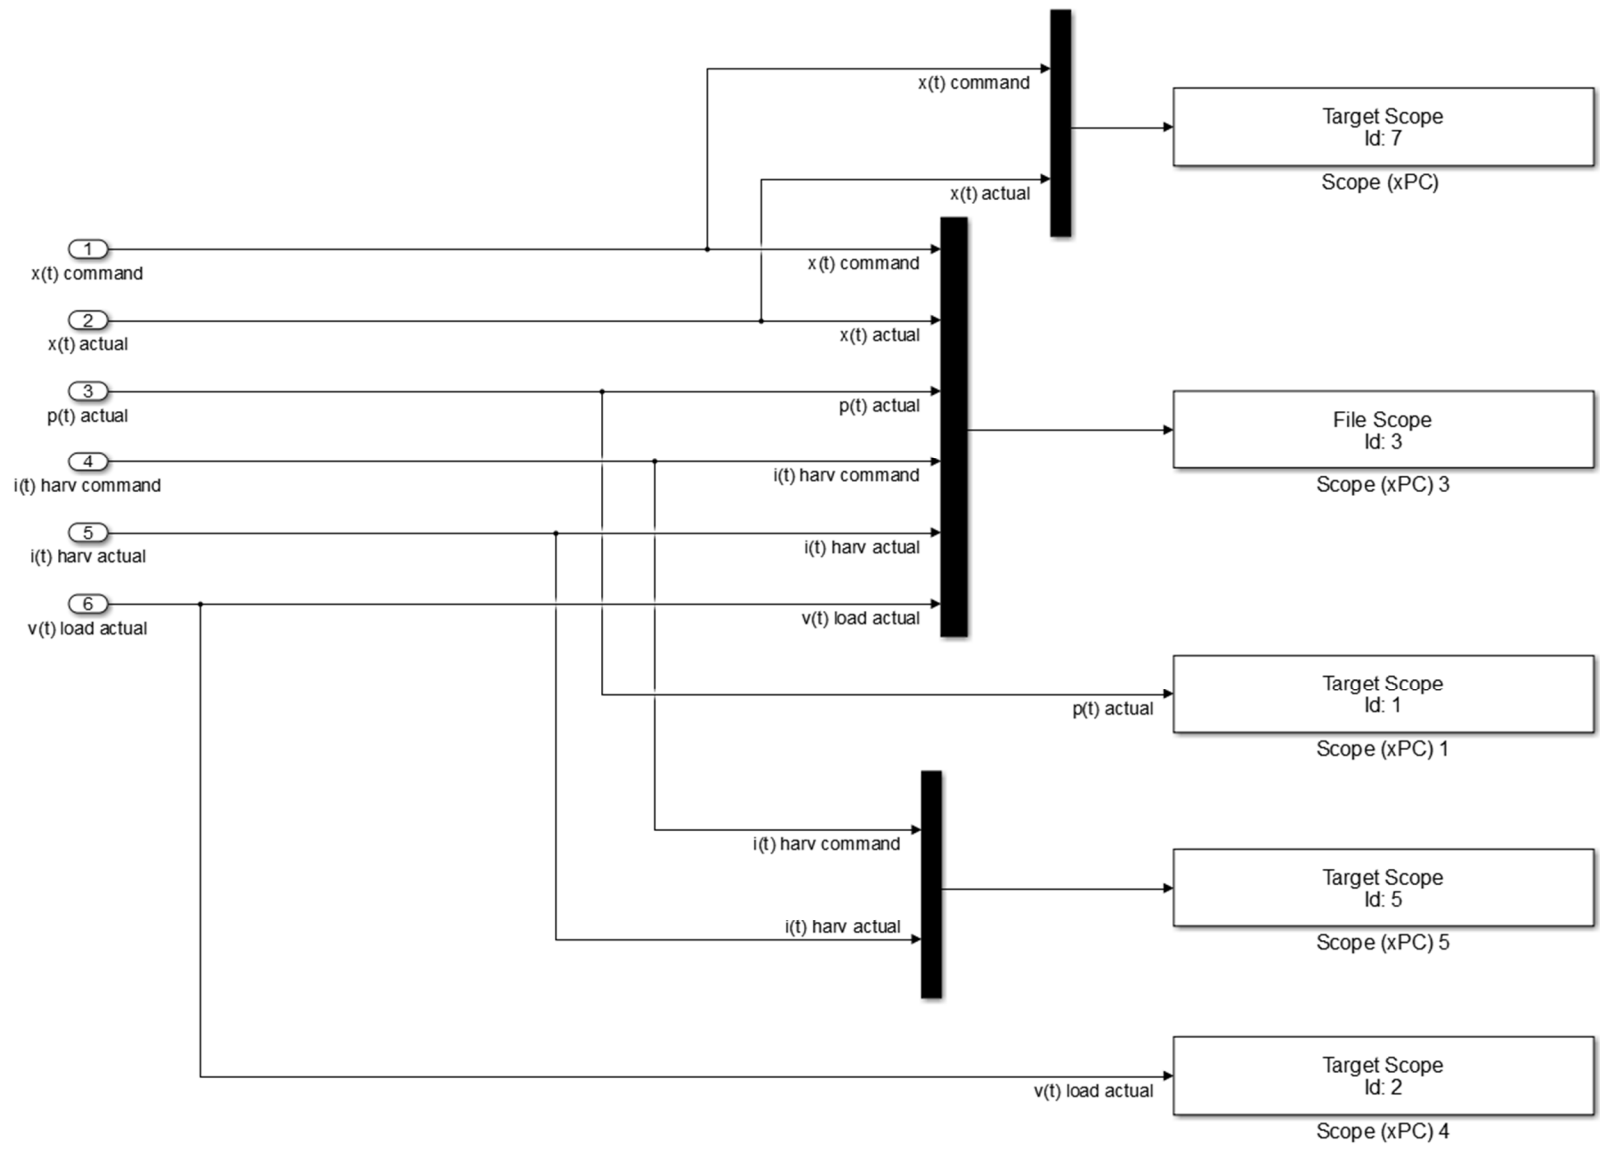 x(t) command
Target Scope
Id: 7
Scope (xPC)
x(t) actual
1
x(t) command
x(t) command
2
x(t) actual
x(t) actual
3
p(t) actual
p(t) actual
4
i(t) harv command
i(t) harv command
File Scope
Id: 3
Scope (xPC) 3
5
i(t) harv actual
i(t) harv actual
6
v(t) load actual
v(t) load actual
p(t) actual
Target Scope
Id: 1
Scope (xPC) 1
i(t) harv command
i(t) harv actual
Target Scope
Id: 5
Scope (xPC) 5
v(t) load actual
Target Scope
Id: 2
Scope (xPC) 4